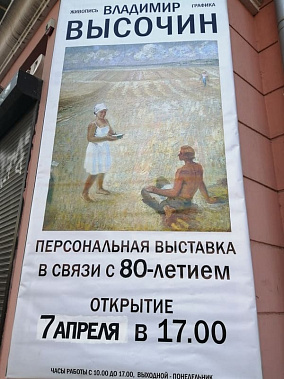 ЖИВОПИСЬ ВЛАДИМИР ГРАФИКА
ВЫСОЧИН
ПЕРСОНАЛЬНАЯ ВЫСТАВКА
В СВЯЗИ С 80-ЛЕТИЕМ
ОТКРЫТИЕ
7 АПРЕЛЯ В 17.00
ЧАСЫ РАБОТЫ С 10.00 ДО 17.00, ВЫХОДНОЙ - ПОНЕДЕЛЬНИК